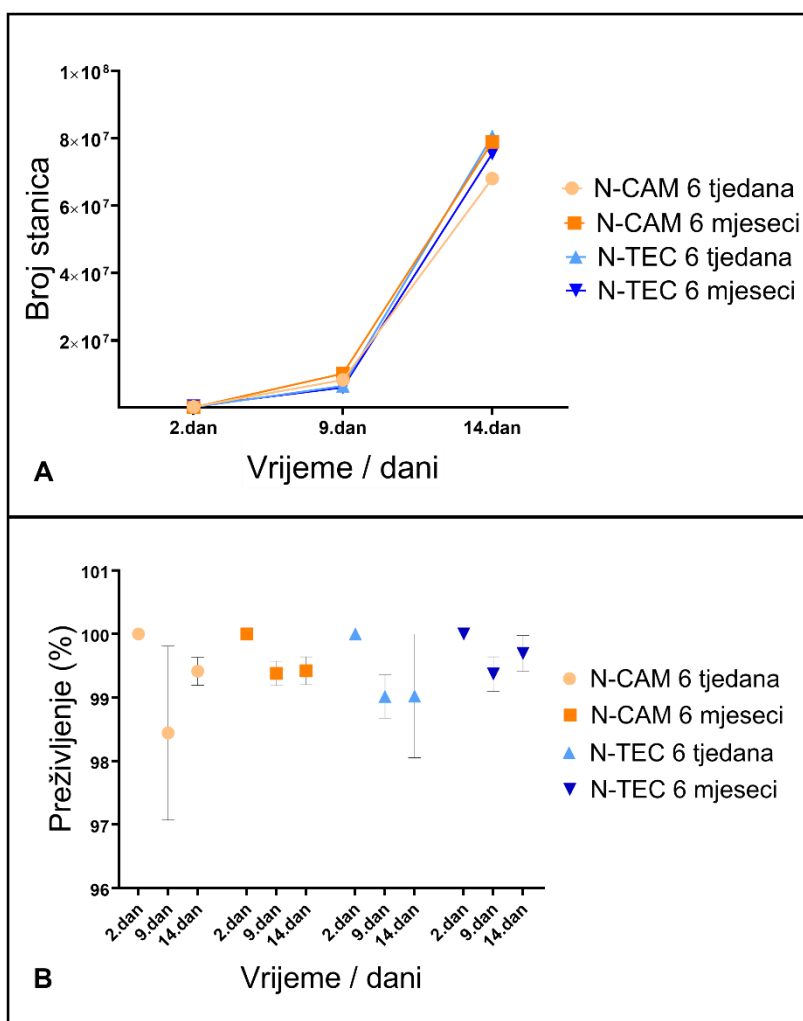 1×10⁸
8×10⁷
6×10⁷
4×10⁷
2×10⁷
Broj stanica
2.dan 9.dan 14.dan
Vrijeme / dani
N-CAM 6 tjedana
N-CAM 6 mjeseci
N-TEC 6 tjedana
N-TEC 6 mjeseci
A
101
100
99
98
97
96
Preživljenje (%)
2.dan 9.dan 14.dan 2.dan 9.dan 14.dan 2.dan 9.dan 14.dan 2.dan 9.dan 14.dan
Vrijeme / dani
N-CAM 6 tjedana
N-CAM 6 mjeseci
N-TEC 6 tjedana
N-TEC 6 mjeseci
B